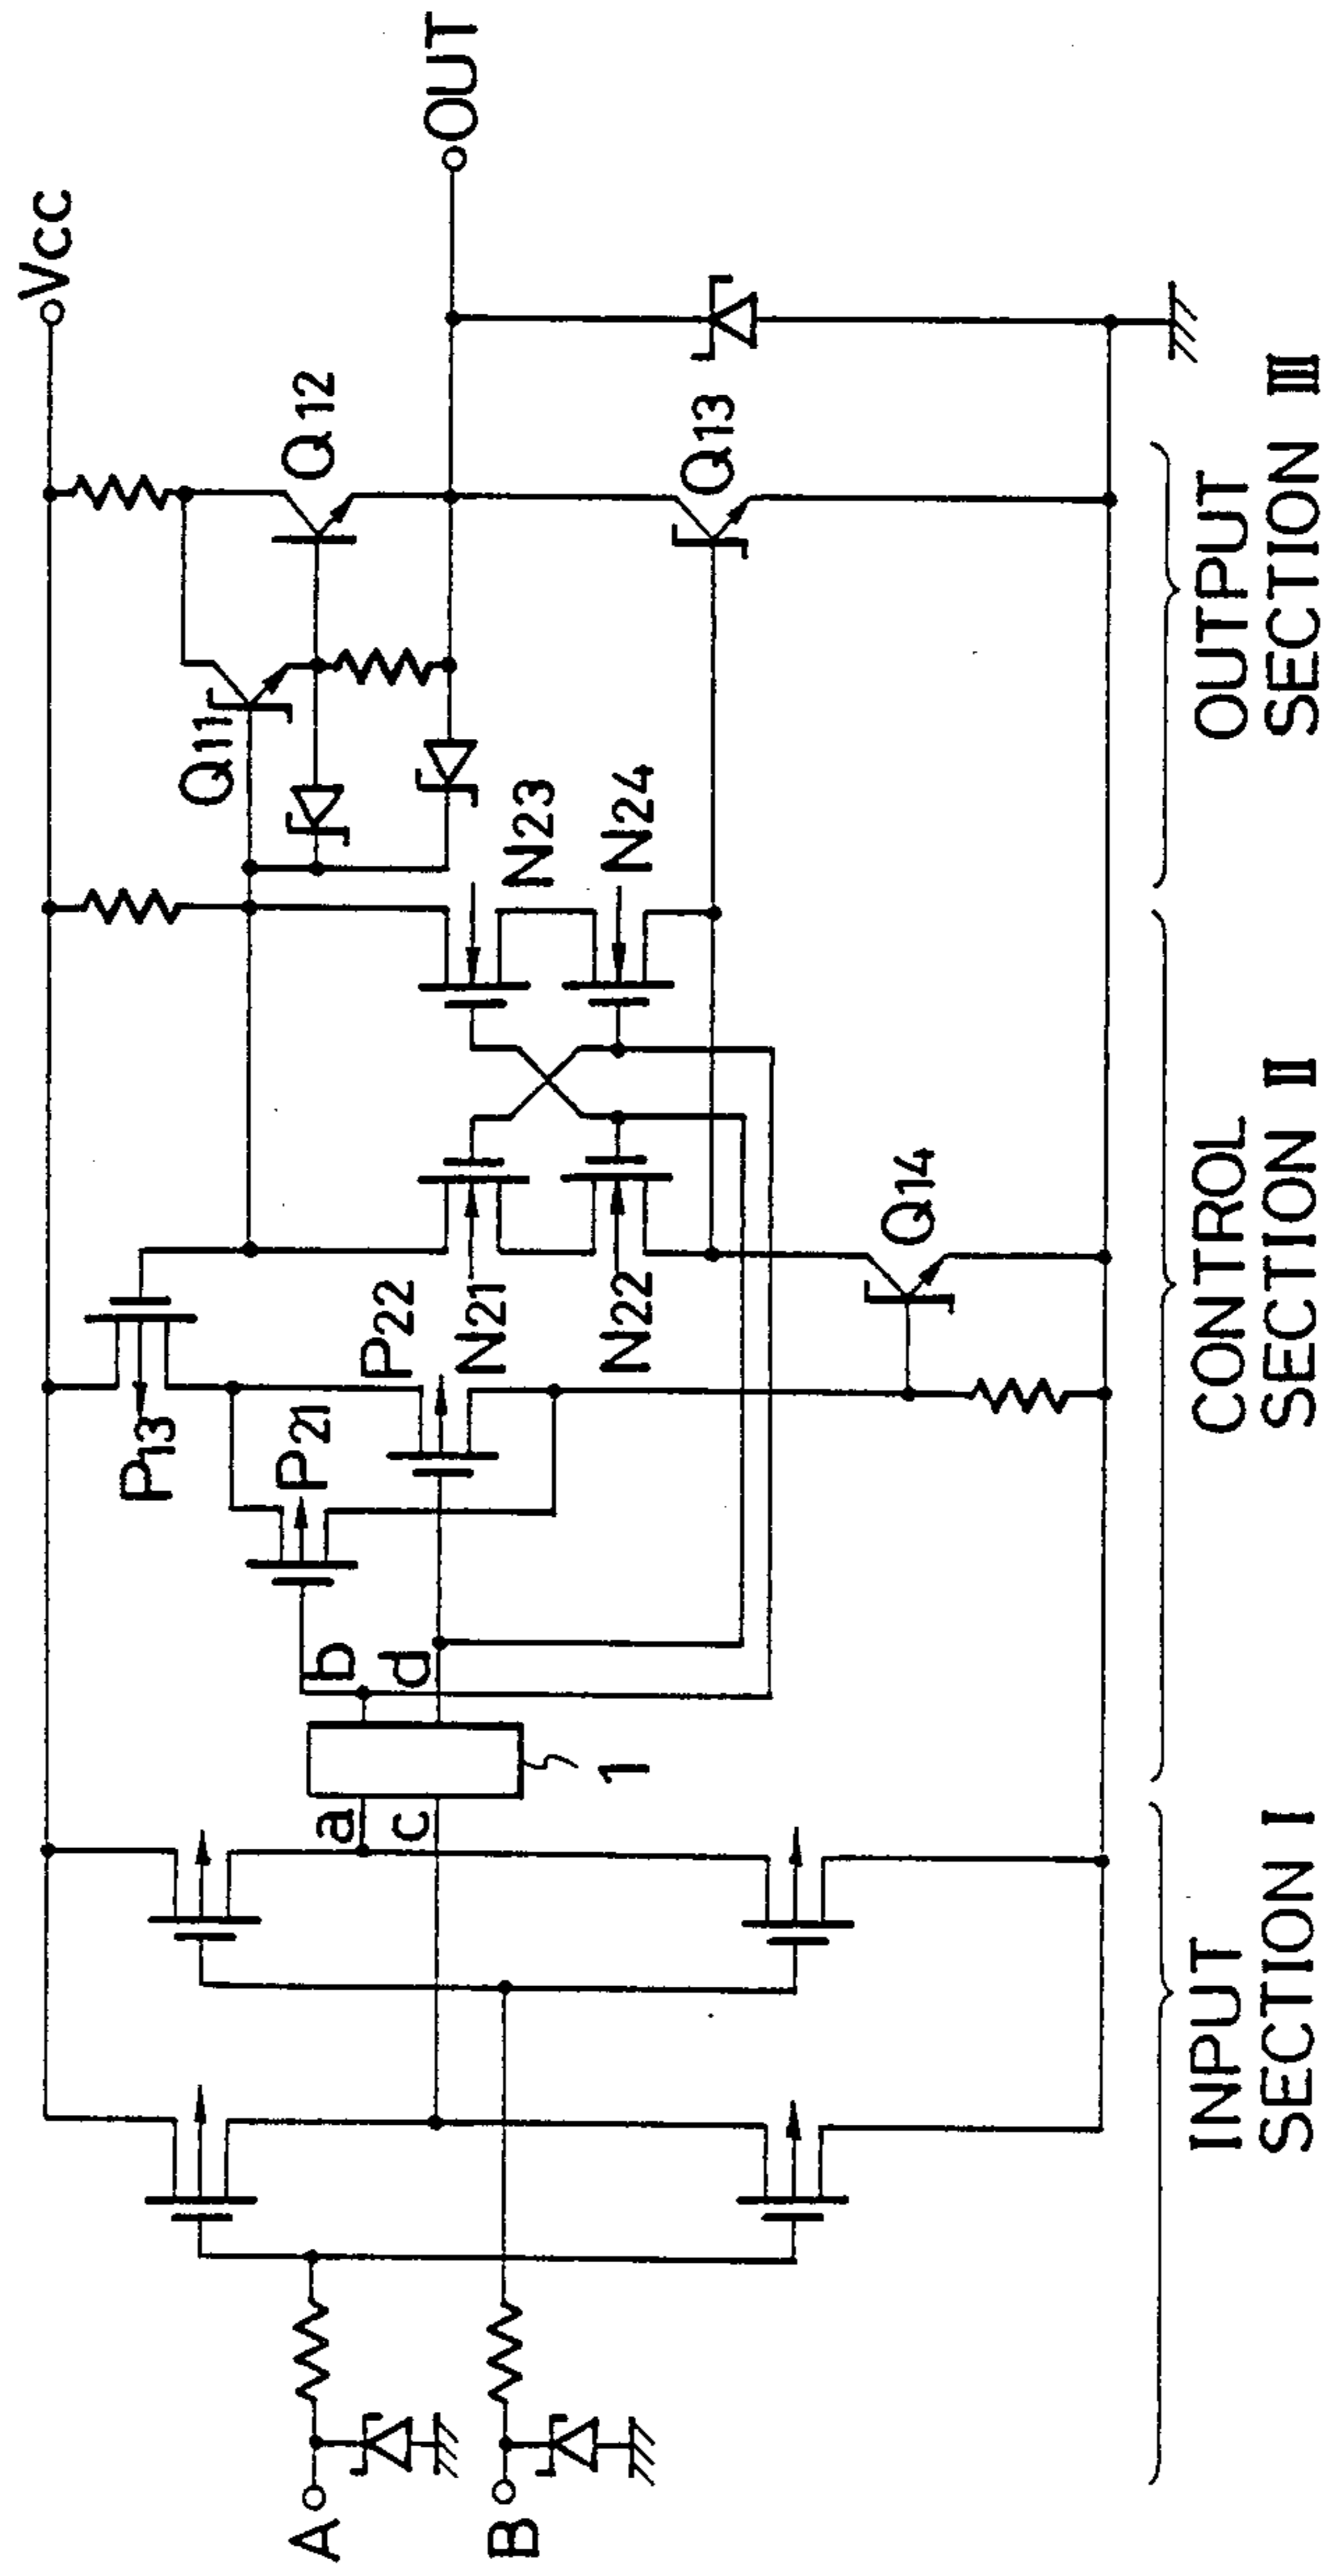 Vcc
OUT
Q12
Q11
Q13
N23
N24
P13
P21
P22
N21
N22
Q14
a
b
c
d
1
A
B
INPUT
SECTION I
CONTROL
SECTION II
OUTPUT
SECTION III